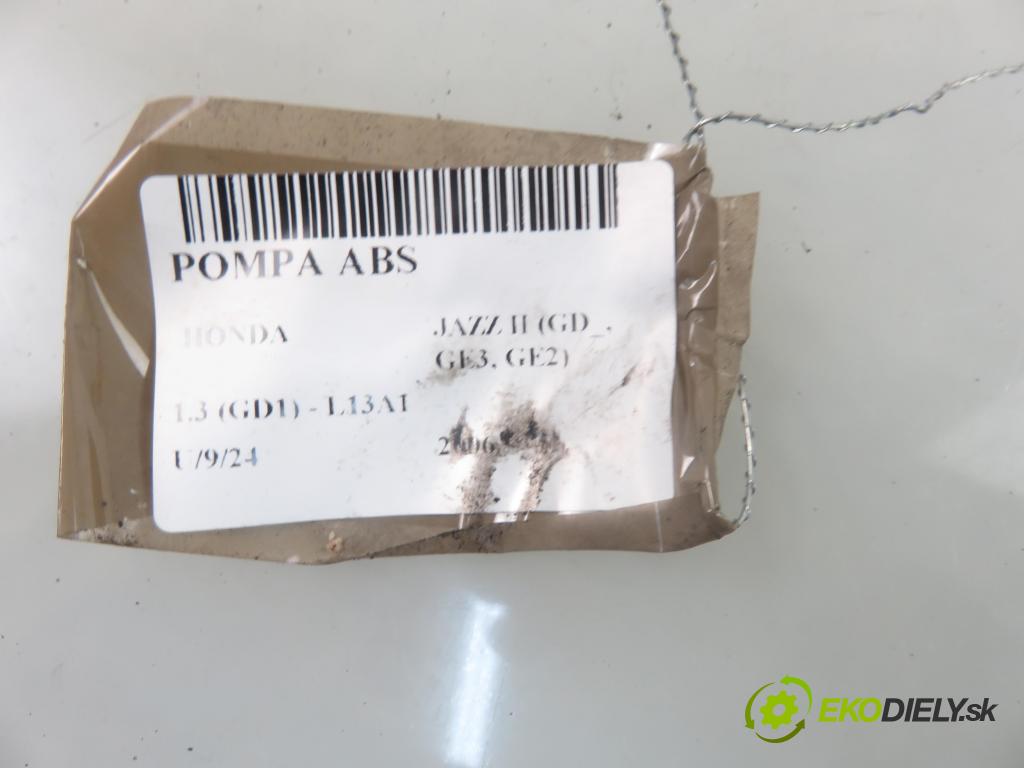 POMPA ABS
HONDA
JAZZ II (GD_,
GE3, GE2)
1.3 (GD1) - L13A1
U/9/24
EKODIELY.sk